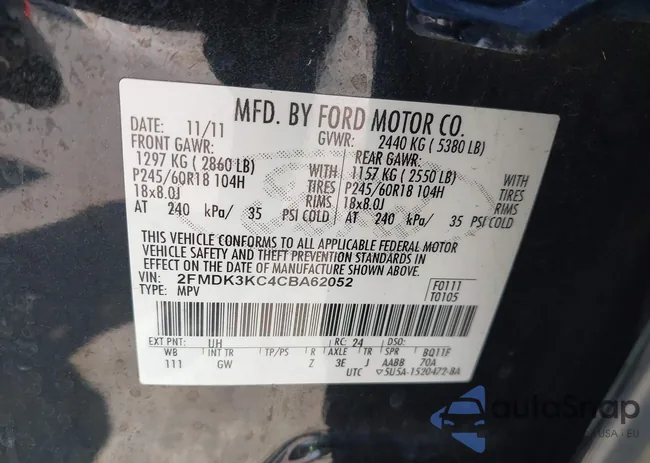 MFD. BY FORD MOTOR CO.
DATE: 11/11 GVWR: 2440 KG ( 5380 LB)
FRONT GAWR: REAR GAWR:
1297 KG ( 2860 LB) 1157 KG ( 2550 LB)
P245/60R18 104H WITH TIRES P245/60R18 104H WITH TIRES
18x8.0J RIMS 18x8.0J RIMS
AT 240 kPa/ 35 PSI COLD AT 240 kPa/ 35 PSI COLD
THIS VEHICLE CONFORMS TO ALL APPLICABLE FEDERAL MOTOR
VEHICLE SAFETY AND THEFT PREVENTION STANDARDS IN
EFFECT ON THE DATE OF MANUFACTURE SHOWN ABOVE.
VIN: 2FMDK3KC4CBA62052 F0111
TYPE: MPV T0105
EXT PNT: UH RC: 24 DSO:
WB INT TR TP/PS R AXLE TR SPR BQ11F
111 GW Z 3E J AABB 70A
UTC 5U5A-1520472-BA
autoSnap
USA - EU